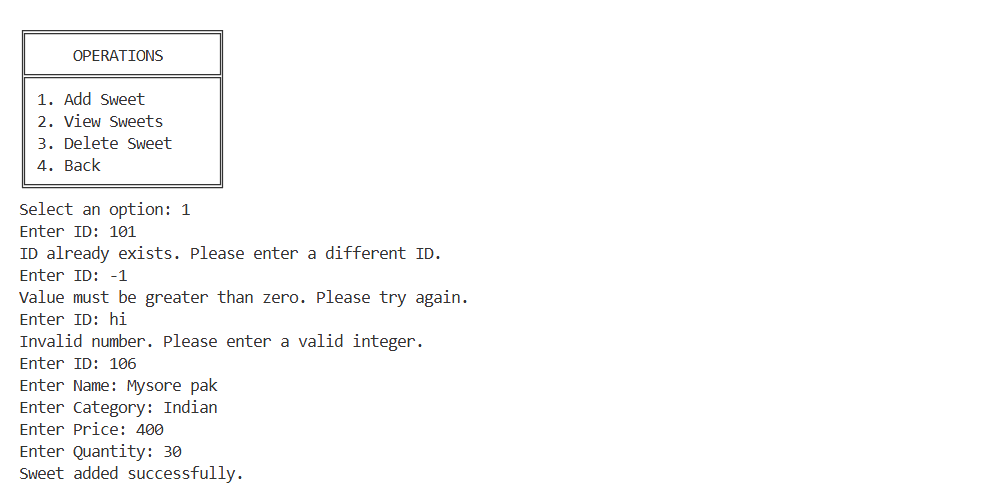 OPERATIONS
1. Add Sweet
2. View Sweets
3. Delete Sweet
4. Back
Select an option: 1
Enter ID: 101
ID already exists. Please enter a different ID.
Enter ID: -1
Value must be greater than zero. Please try again.
Enter ID: hi
Invalid number. Please enter a valid integer.
Enter ID: 106
Enter Name: Mysore pak
Enter Category: Indian
Enter Price: 400
Enter Quantity: 30
Sweet added successfully.